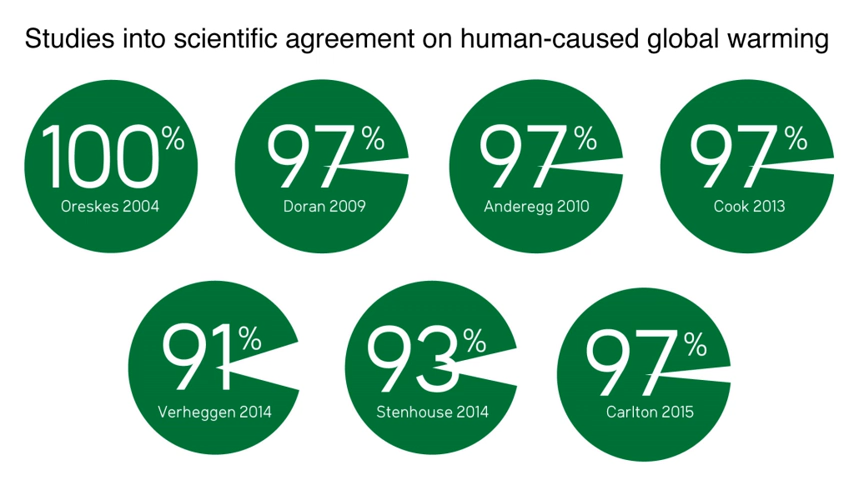 Studies into scientific agreement on human-caused global warming
100%
Oreskes 2004
97%
Doran 2009
97%
Anderegg 2010
97%
Cook 2013
91%
Verheggen 2014
93%
Stenhouse 2014
97%
Carlton 2015